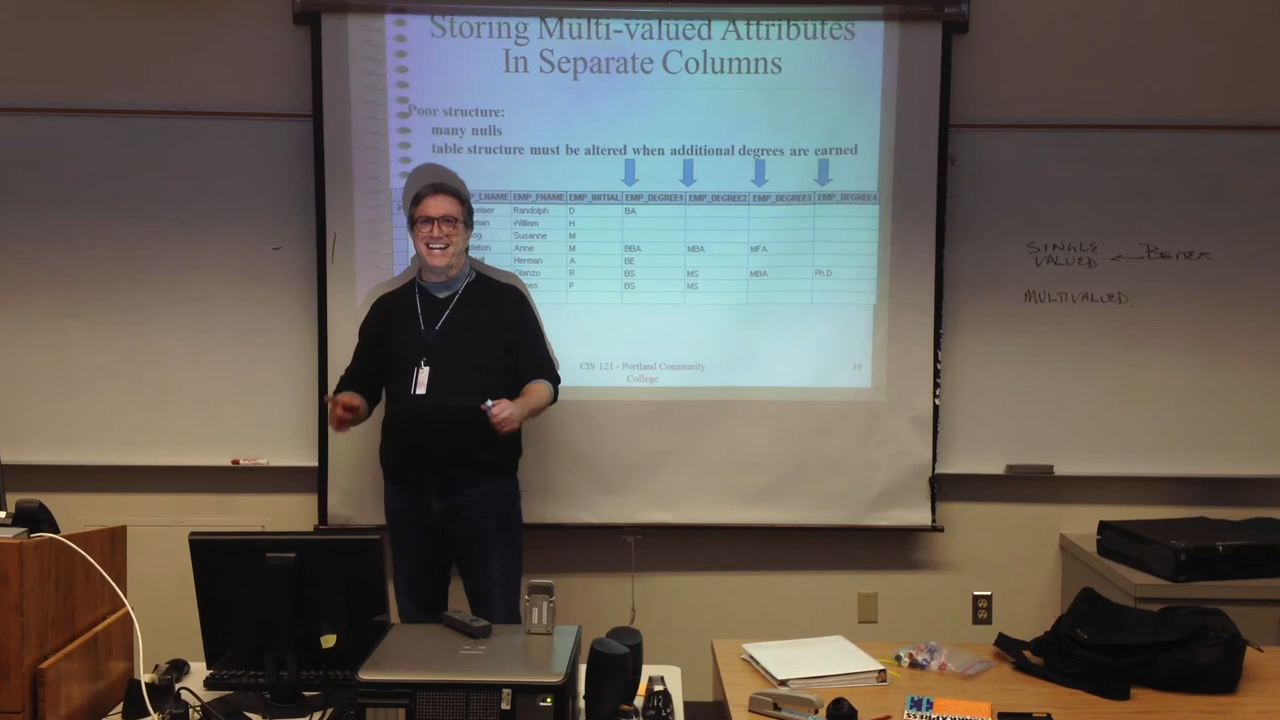 Storing Multi-valued Attributes
In Separate Columns
Poor structure:
many nulls
table structure must be altered when additional degrees are earned
EMP_FNAME EMP_INITIAL EMP_DEGREE1 EMP_DEGREE2 EMP_DEGREE3 EMP_DEGREE4
Randolph D BA
William H
Susanne M
Anne M BBA MBA MFA
Herman A BE
Olanzo R BS MS MBA Ph.D.
P BS MS
CIS 121 - Portland Community
College
SINGLE
VALUED ← BETTER
MULTIVALUED